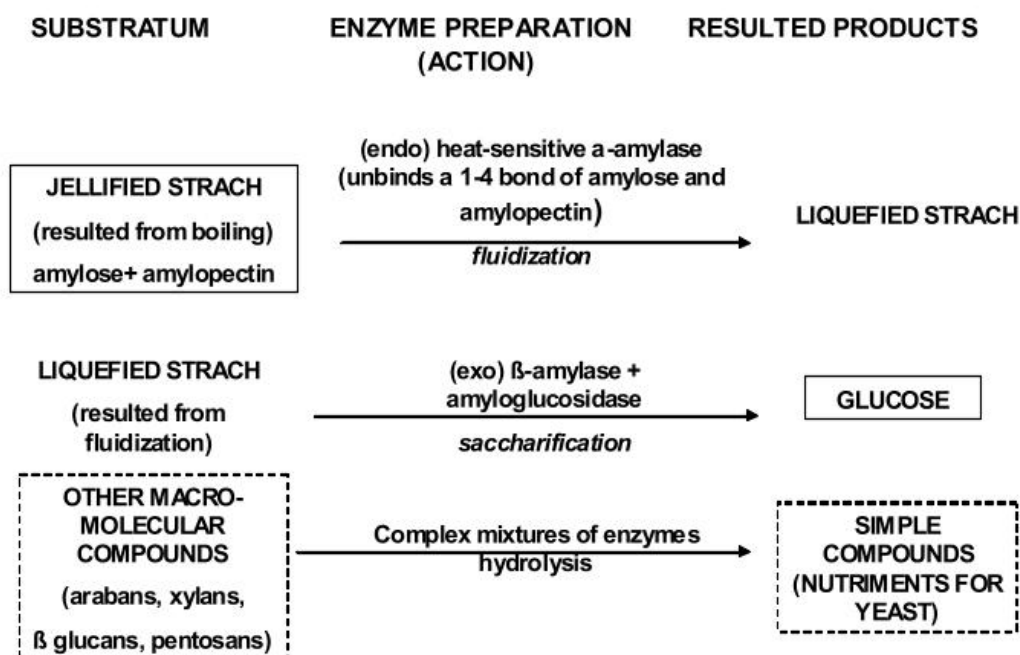 SUBSTRATUM
ENZYME PREPARATION
(ACTION)
RESULTED PRODUCTS
JELLIFIED STRACH
(resulted from boiling)
amylose+ amylopectin
(endo) heat-sensitive a-amylase
(unbinds a 1-4 bond of amylose and
amylopectin)
fluidization
LIQUEFIED STRACH
LIQUEFIED STRACH
(resulted from
fluidization)
(exo) ß-amylase +
amyloglucosidase
saccharification
GLUCOSE
OTHER MACRO-
MOLECULAR
COMPOUNDS
(arabans, xylans,
ß glucans, pentosans)
Complex mixtures of enzymes
hydrolysis
SIMPLE
COMPOUNDS
(NUTRIMENTS FOR
YEAST)